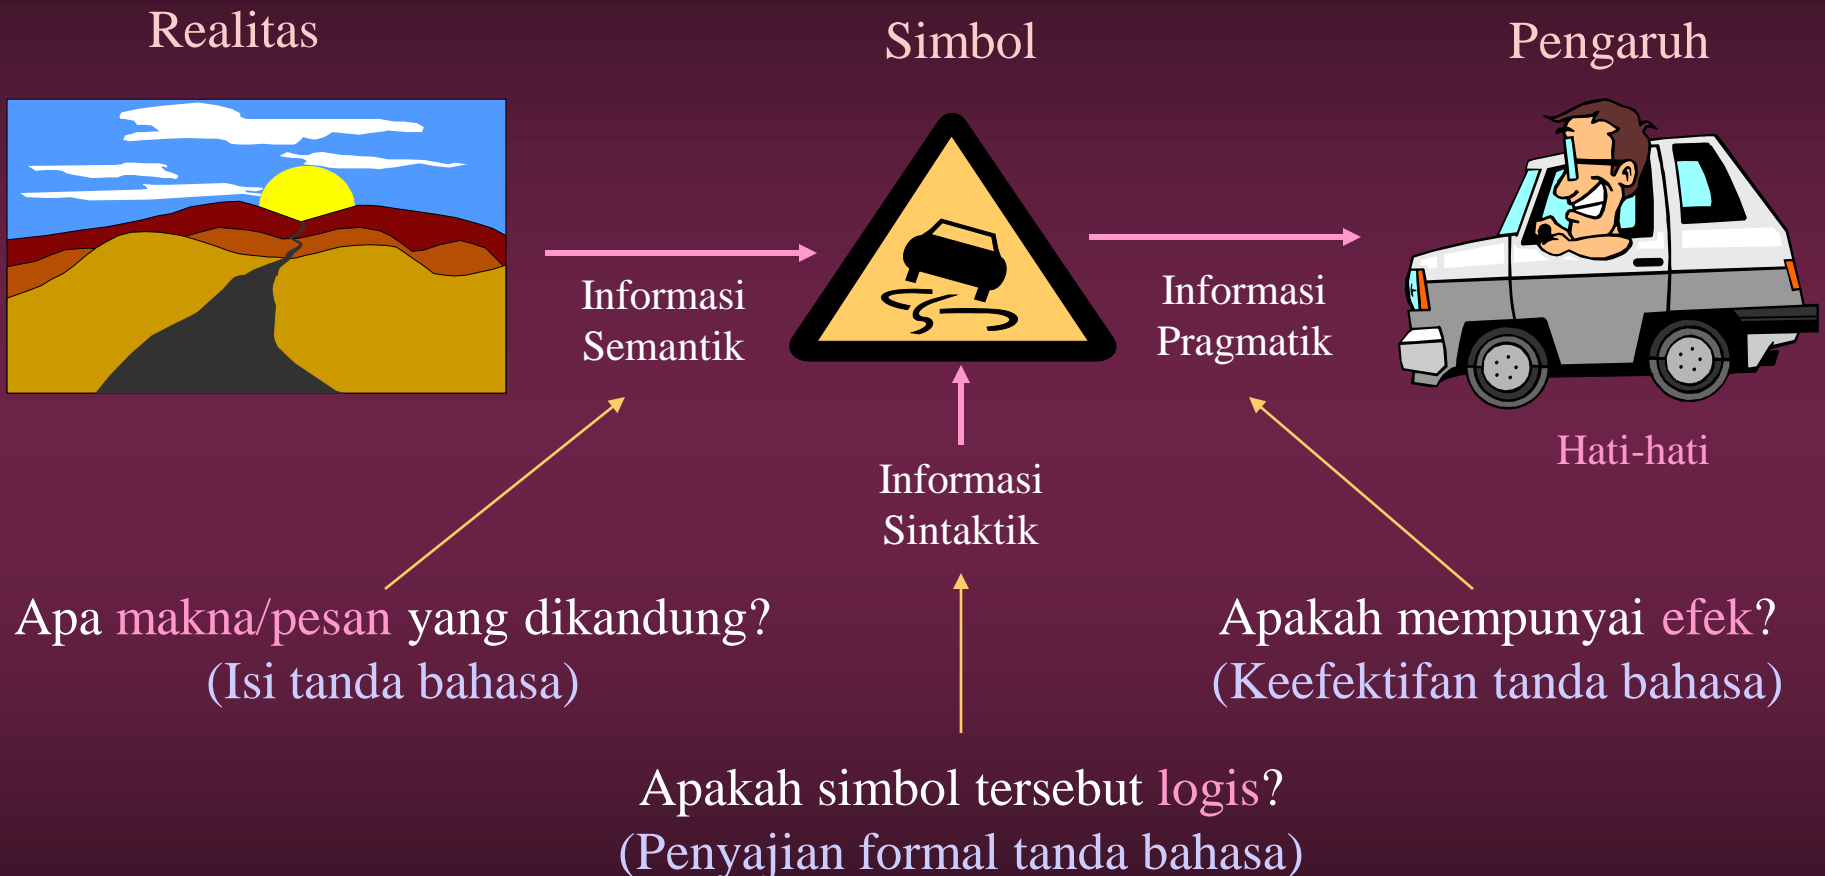 Realitas
Simbol
Pengaruh
Informasi
Semantik
Informasi
Pragmatik
Hati-hati
Informasi
Sintaktik
Apa makna/pesan yang dikandung?
(Isi tanda bahasa)
Apakah mempunyai efek?
(Keefektifan tanda bahasa)
Apakah simbol tersebut logis?
(Penyajian formal tanda bahasa)